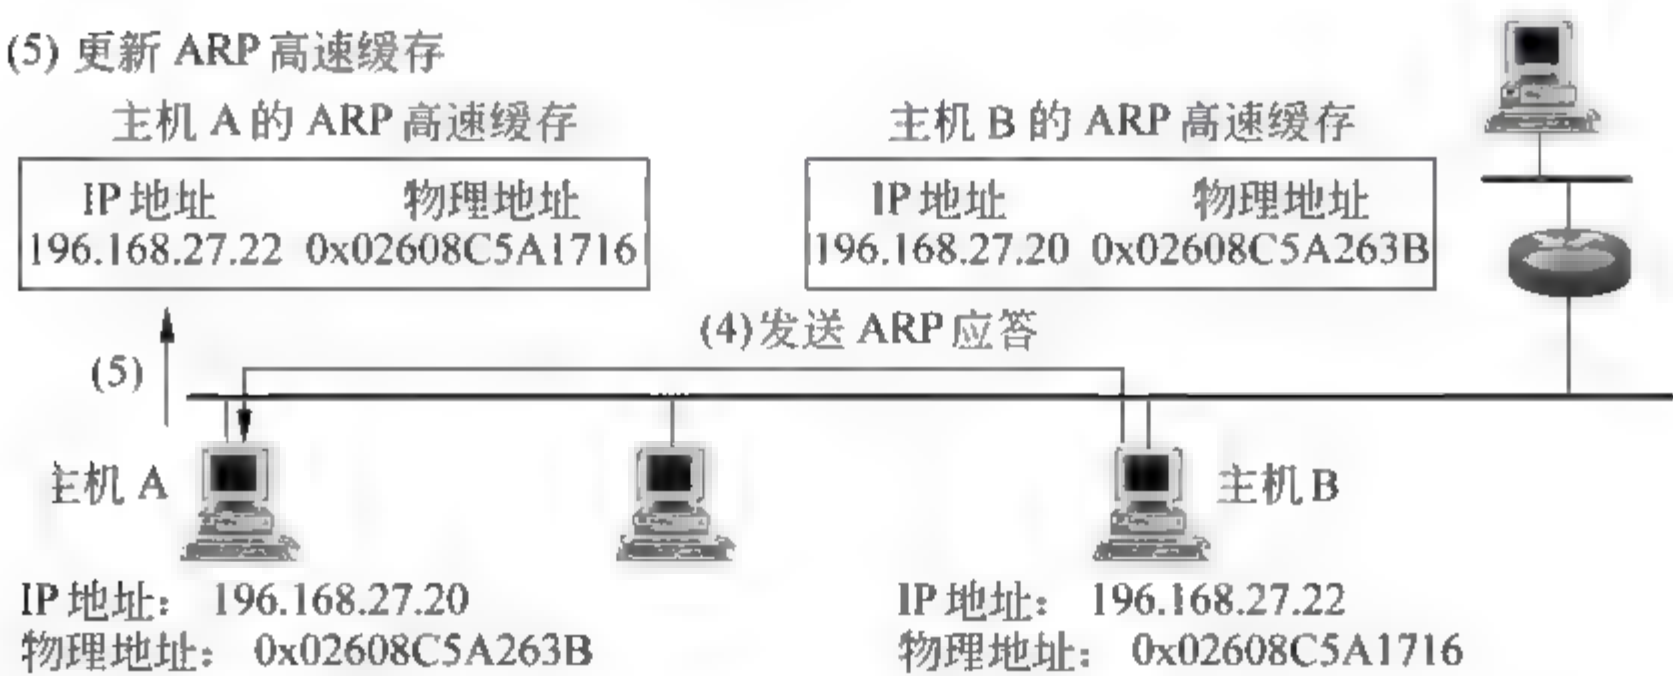 (5) 更新 ARP 高速缓存
主机 A 的 ARP 高速缓存
主机 B 的 ARP 高速缓存
IP 地址 物理地址
196.168.27.22 0x02608C5A1716
IP 地址 物理地址
196.168.27.20 0x02608C5A263B
(4)发送 ARP 应答
(5)
主机 A
主机 B
IP 地址: 196.168.27.20
物理地址: 0x02608C5A263B
IP 地址: 196.168.27.22
物理地址: 0x02608C5A1716